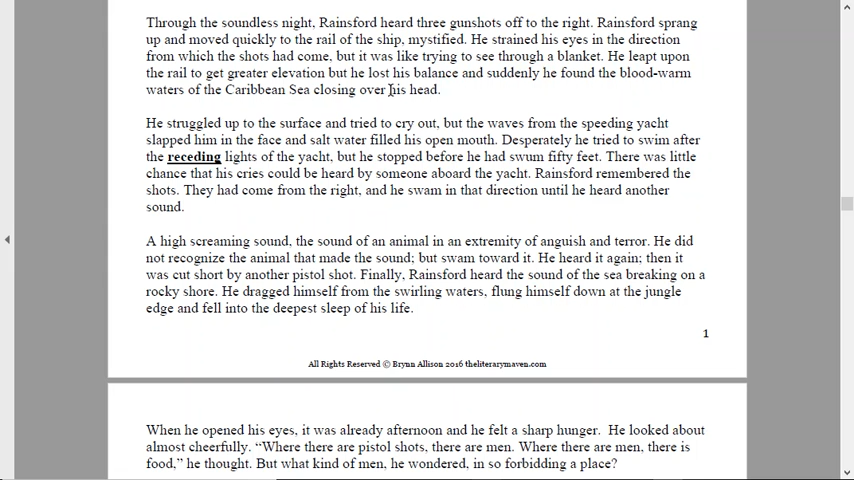 Through the soundless night, Rainsford heard three gunshots off to the right. Rainsford sprang
up and moved quickly to the rail of the ship, mystified. He strained his eyes in the direction
from which the shots had come, but it was like trying to see through a blanket. He leapt upon
the rail to get greater elevation but he lost his balance and suddenly he found the blood-warm
waters of the Caribbean Sea closing over his head.
He struggled up to the surface and tried to cry out, but the waves from the speeding yacht
slapped him in the face and salt water filled his open mouth. Desperately he tried to swim after
the receding lights of the yacht, but he stopped before he had swum fifty feet. There was little
chance that his cries could be heard by someone aboard the yacht. Rainsford remembered the
shots. They had come from the right, and he swam in that direction until he heard another
sound.
A high screaming sound, the sound of an animal in an extremity of anguish and terror. He did
not recognize the animal that made the sound; but swam toward it. He heard it again; then it
was cut short by another pistol shot. Finally, Rainsford heard the sound of the sea breaking on a
rocky shore. He dragged himself from the swirling waters, flung himself down at the jungle
edge and fell into the deepest sleep of his life.
1
All Rights Reserved © Brynn Allison 2016 theliterarymaven.com
When he opened his eyes, it was already afternoon and he felt a sharp hunger. He looked about
almost cheerfully. “Where there are pistol shots, there are men. Where there are men, there is
food,” he thought. But what kind of men, he wondered, in so forbidding a place?